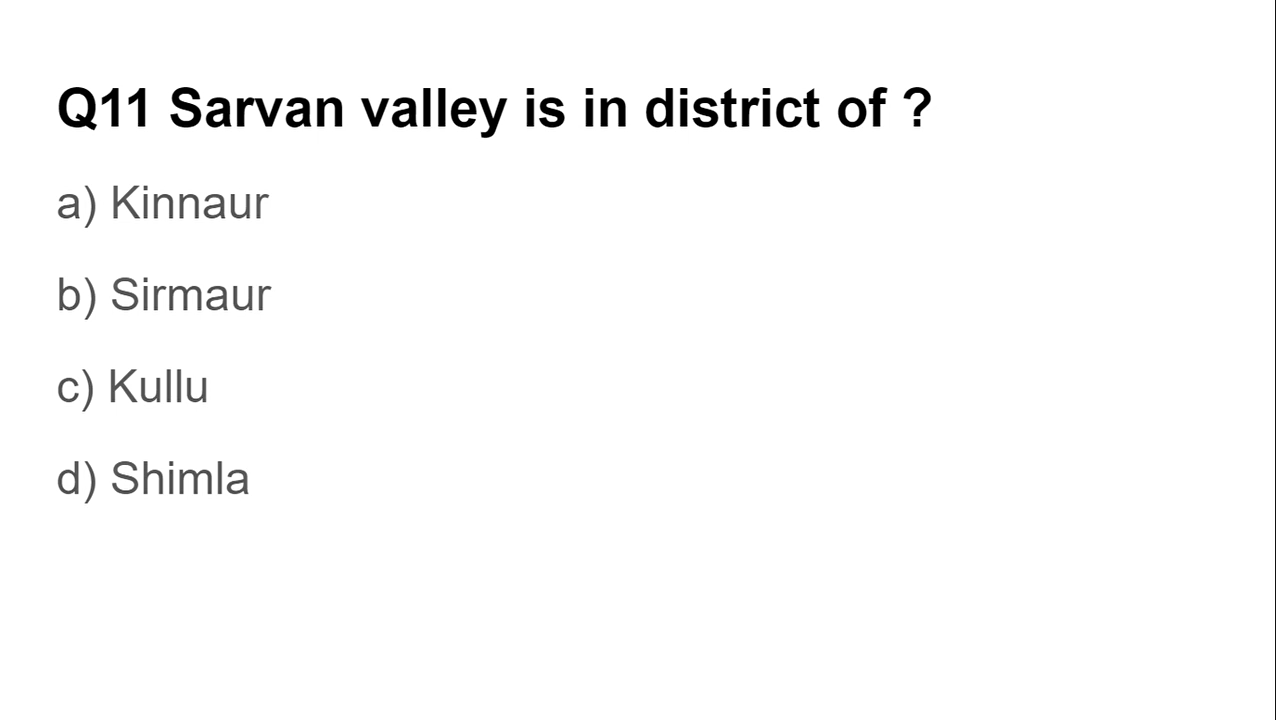 Q11 Sarvan valley is in district of ?
a) Kinnaur
b) Sirmaur
c) Kullu
d) Shimla